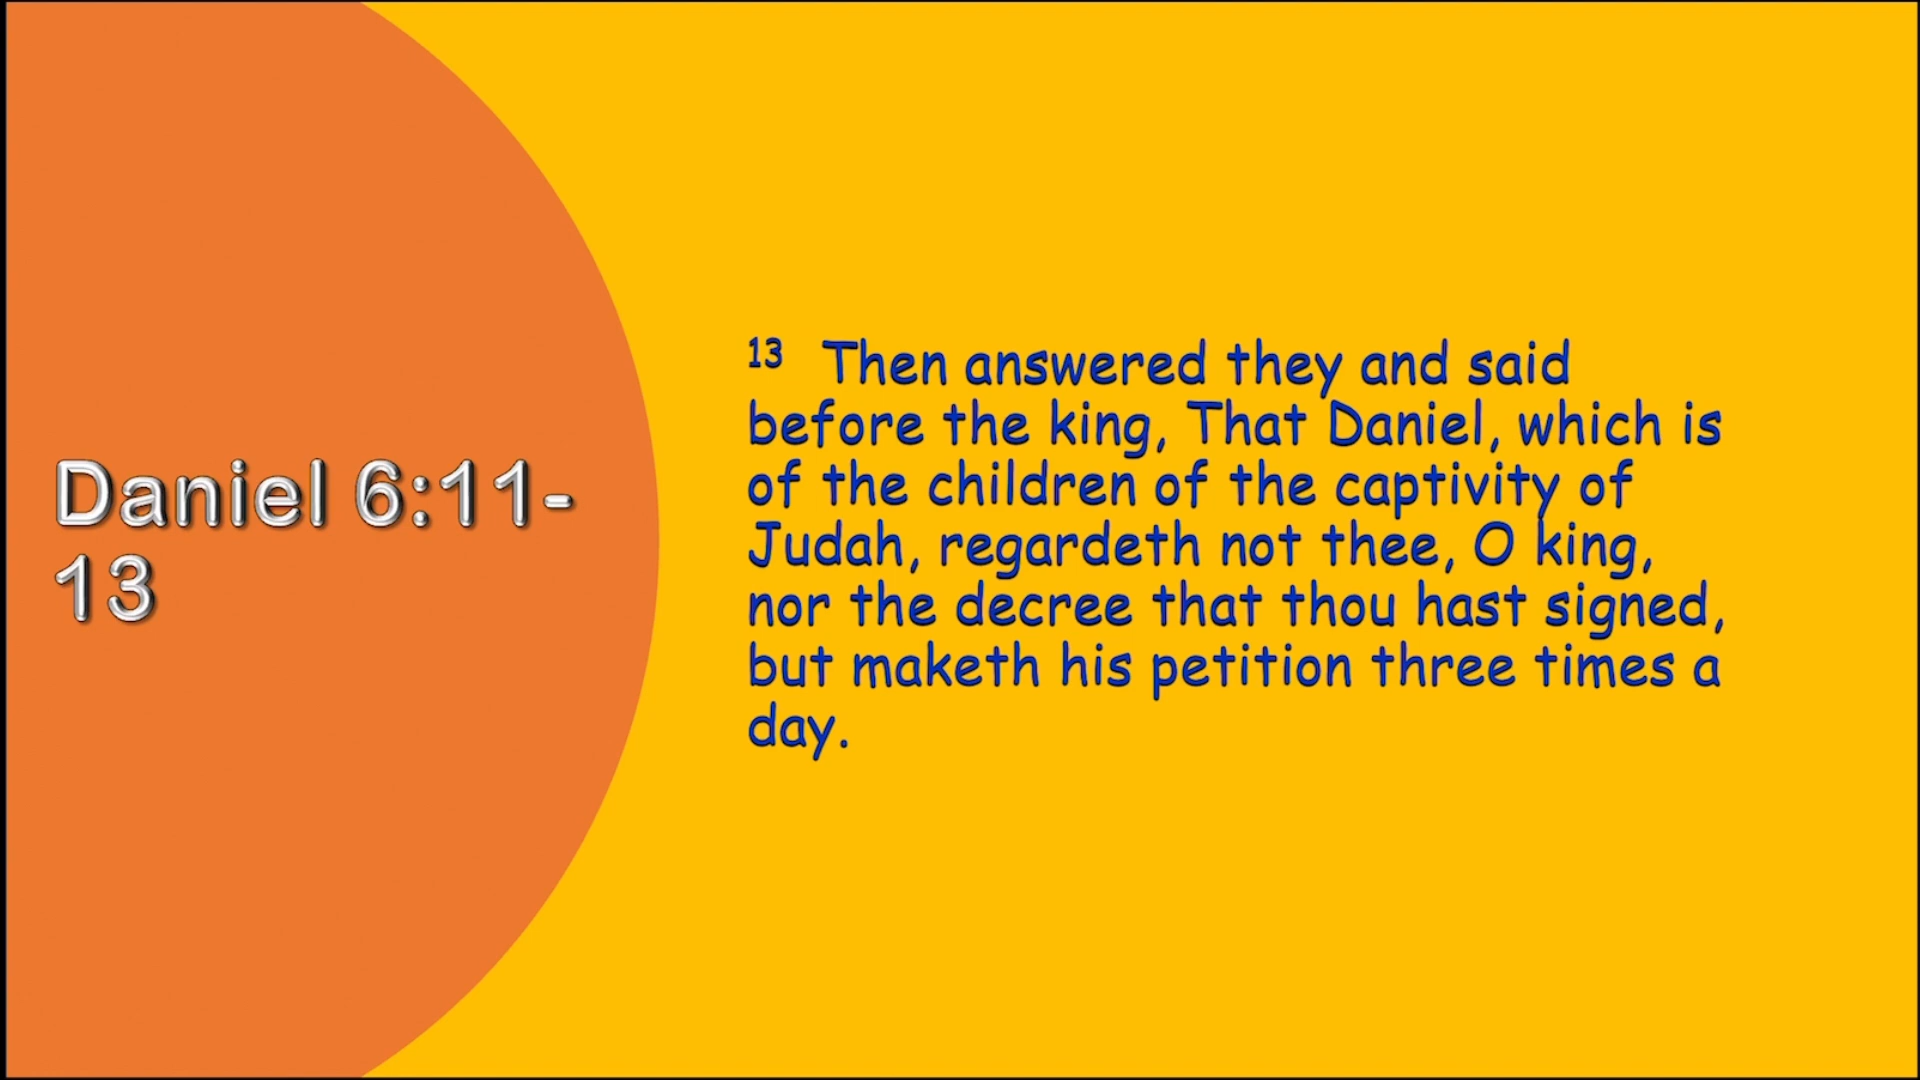 Daniel 6:11-
13
13 Then answered they and said
before the king, That Daniel, which is
of the children of the captivity of
Judah, regardeth not thee, O king,
nor the decree that thou hast signed,
but maketh his petition three times a
day.